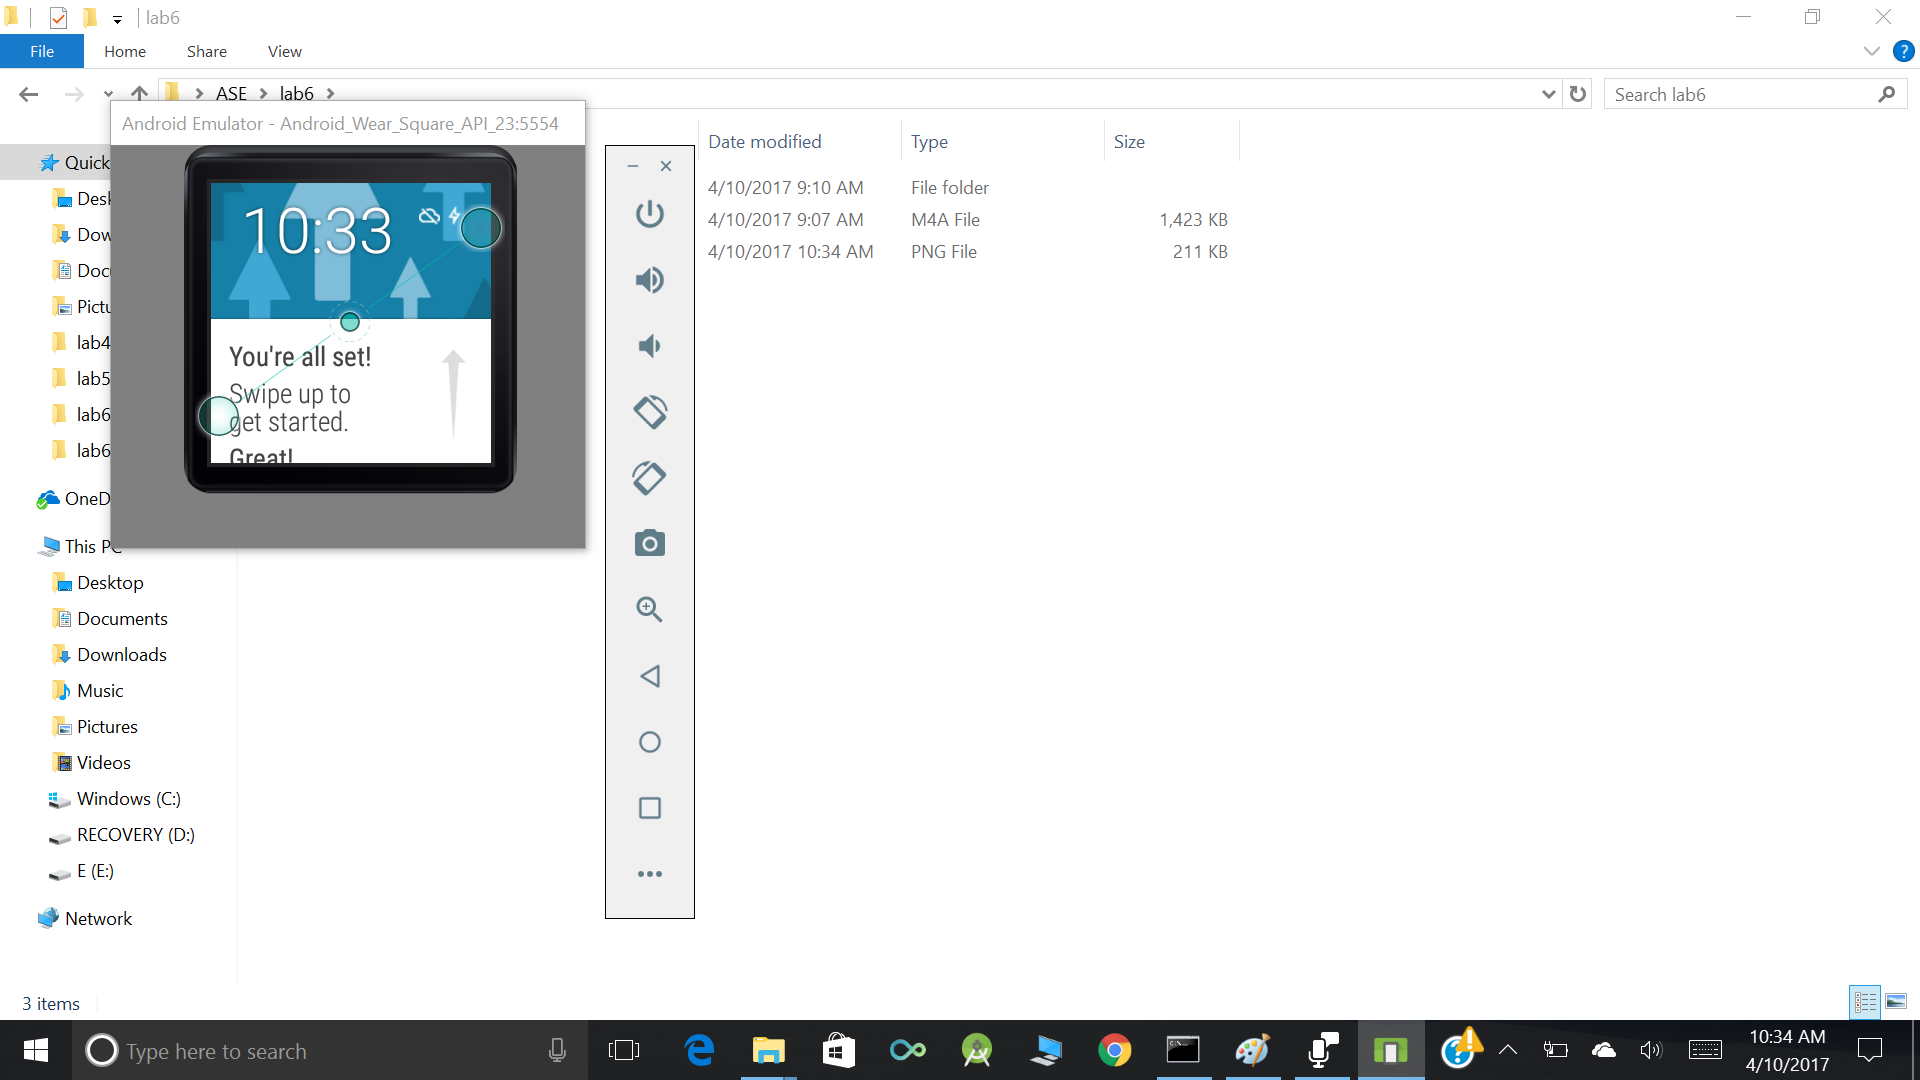 lab6
File Home Share View
ASE lab6
Search lab6
Android Emulator - Android_Wear_Square_API_23:5554
Date modified Type Size
Quick
4/10/2017 9:10 AM File folder
4/10/2017 9:07 AM M4A File 1,423 KB
4/10/2017 10:34 AM PNG File 211 KB
10:33
You're all set!
Swipe up to
get started.
Great!
Desk
Dow
Docu
Pictu
lab4
lab5
lab6
lab6
OneD
This PC
Desktop
Documents
Downloads
Music
Pictures
Videos
Windows (C:)
RECOVERY (D:)
E (E:)
Network
3 items
Type here to search
10:34 AM
4/10/2017